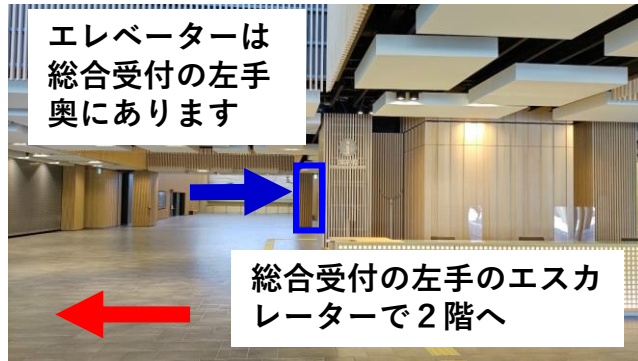 エレベーターは
総合受付の左手
奥にあります
総合受付の左手のエスカ
レーターで２階へ